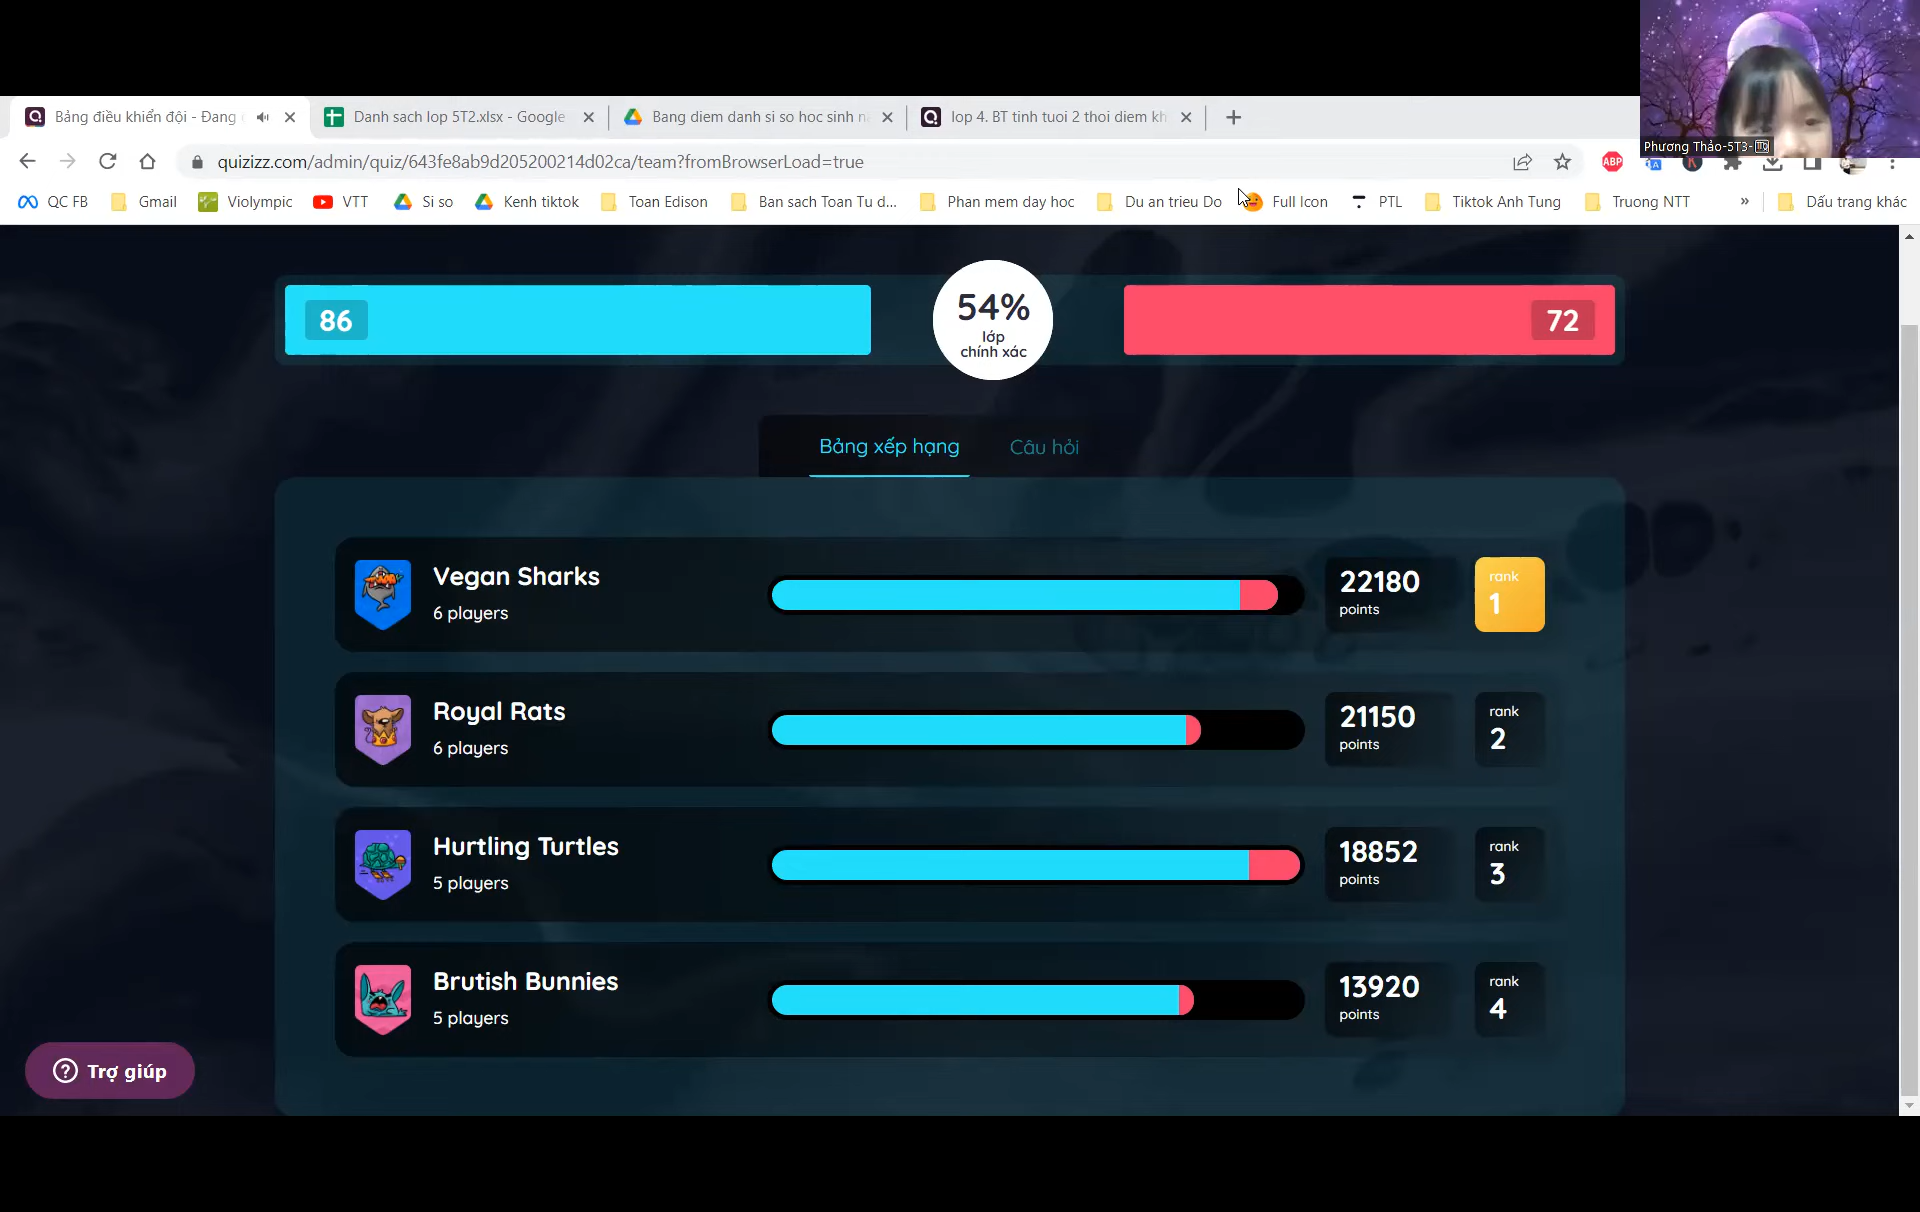 Phương Thảo-5T3-
Bảng điều khiển đội - Đang
Danh sach lop 5T2.xlsx - Google
Bang diem danh si so hoc sinh
lop 4. BT tinh tuoi 2 thoi diem kh
quizizz.com/admin/quiz/643fe8ab9d205200214d02ca/team?fromBrowserLoad=true
ABP
QC FB
Gmail
Violympic
VTT
Si so
Kenh tiktok
Toan Edison
Ban sach Toan Tu d...
Phan mem day hoc
Du an trieu Do
Full Icon
PTL
Tiktok Anh Tung
Truong NTT
»
Dấu trang khác
86
54%
lớp
chính xác
72
Bảng xếp hạng
Câu hỏi
Vegan Sharks
6 players
22180
points
rank
1
Royal Rats
6 players
21150
points
rank
2
Hurtling Turtles
5 players
18852
points
rank
3
Brutish Bunnies
5 players
13920
points
rank
4
Trợ giúp